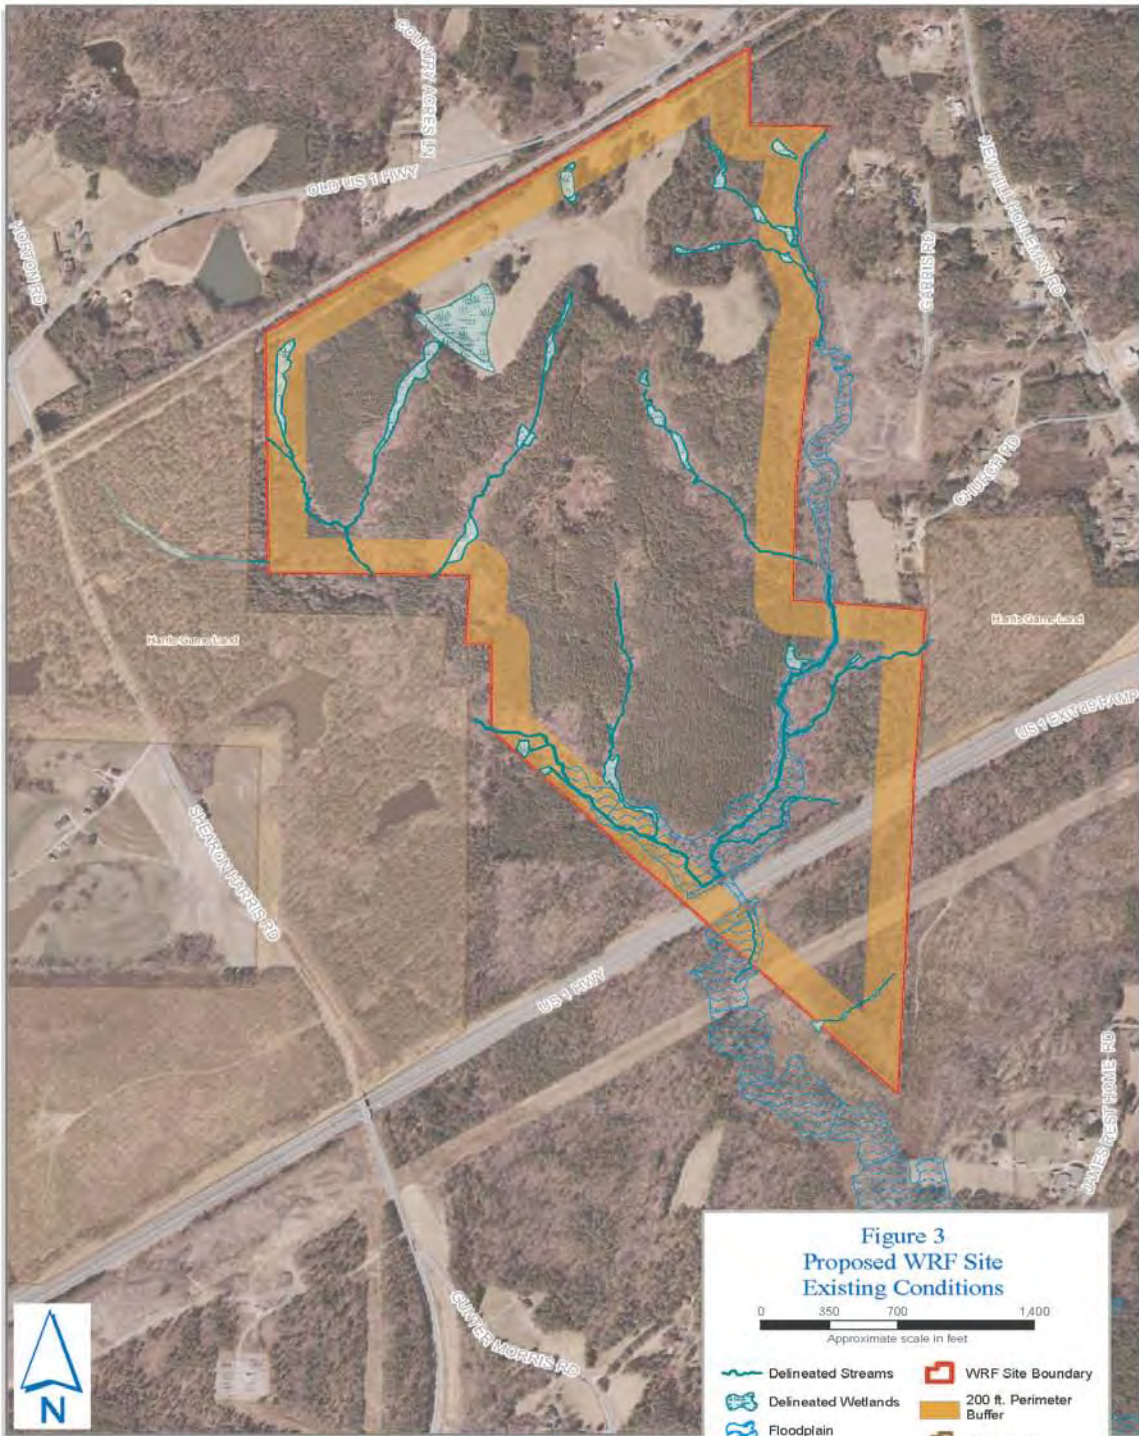 COUNTRY ACRES LN
OLD US 1 HWY
HORTON RD
NEW HILL HOLLEMAN RD
GARRIS RD
CHURCH RD
Harris Game Land
Harris Game Land
US 1 EXIT 89 RAMP
SHEARON HARRIS RD
US 1 HWY
JAMES REST HOME RD
GUNTER MORRIS RD
N
Figure 3
Proposed WRF Site
Existing Conditions
0 350 700 1,400
Approximate scale in feet
Delineated Streams
WRF Site Boundary
Delineated Wetlands
200 ft. Perimeter
Buffer
Floodplain